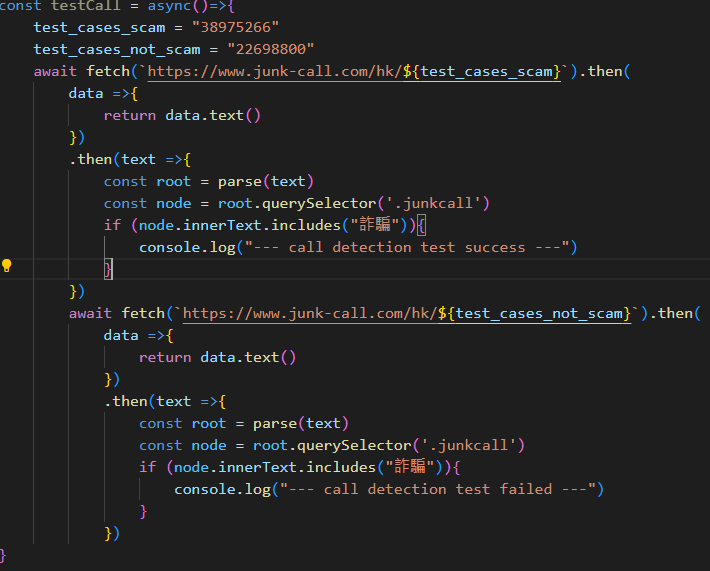 const testCall = async()=>{
test_cases_scam = "38975266"
test_cases_not_scam = "22698800"
await fetch(`https://www.junk-call.com/hk/${test_cases_scam}`).then(
data =>{
return data.text()
})
.then(text =>{
const root = parse(text)
const node = root.querySelector('.junkcall')
if (node.innerText.includes("詐騙")){
console.log("--- call detection test success ---")
}
})
await fetch(`https://www.junk-call.com/hk/${test_cases_not_scam}`).then(
data =>{
return data.text()
})
.then(text =>{
const root = parse(text)
const node = root.querySelector('.junkcall')
if (node.innerText.includes("詐騙")){
console.log("--- call detection test failed ---")
}
})
}